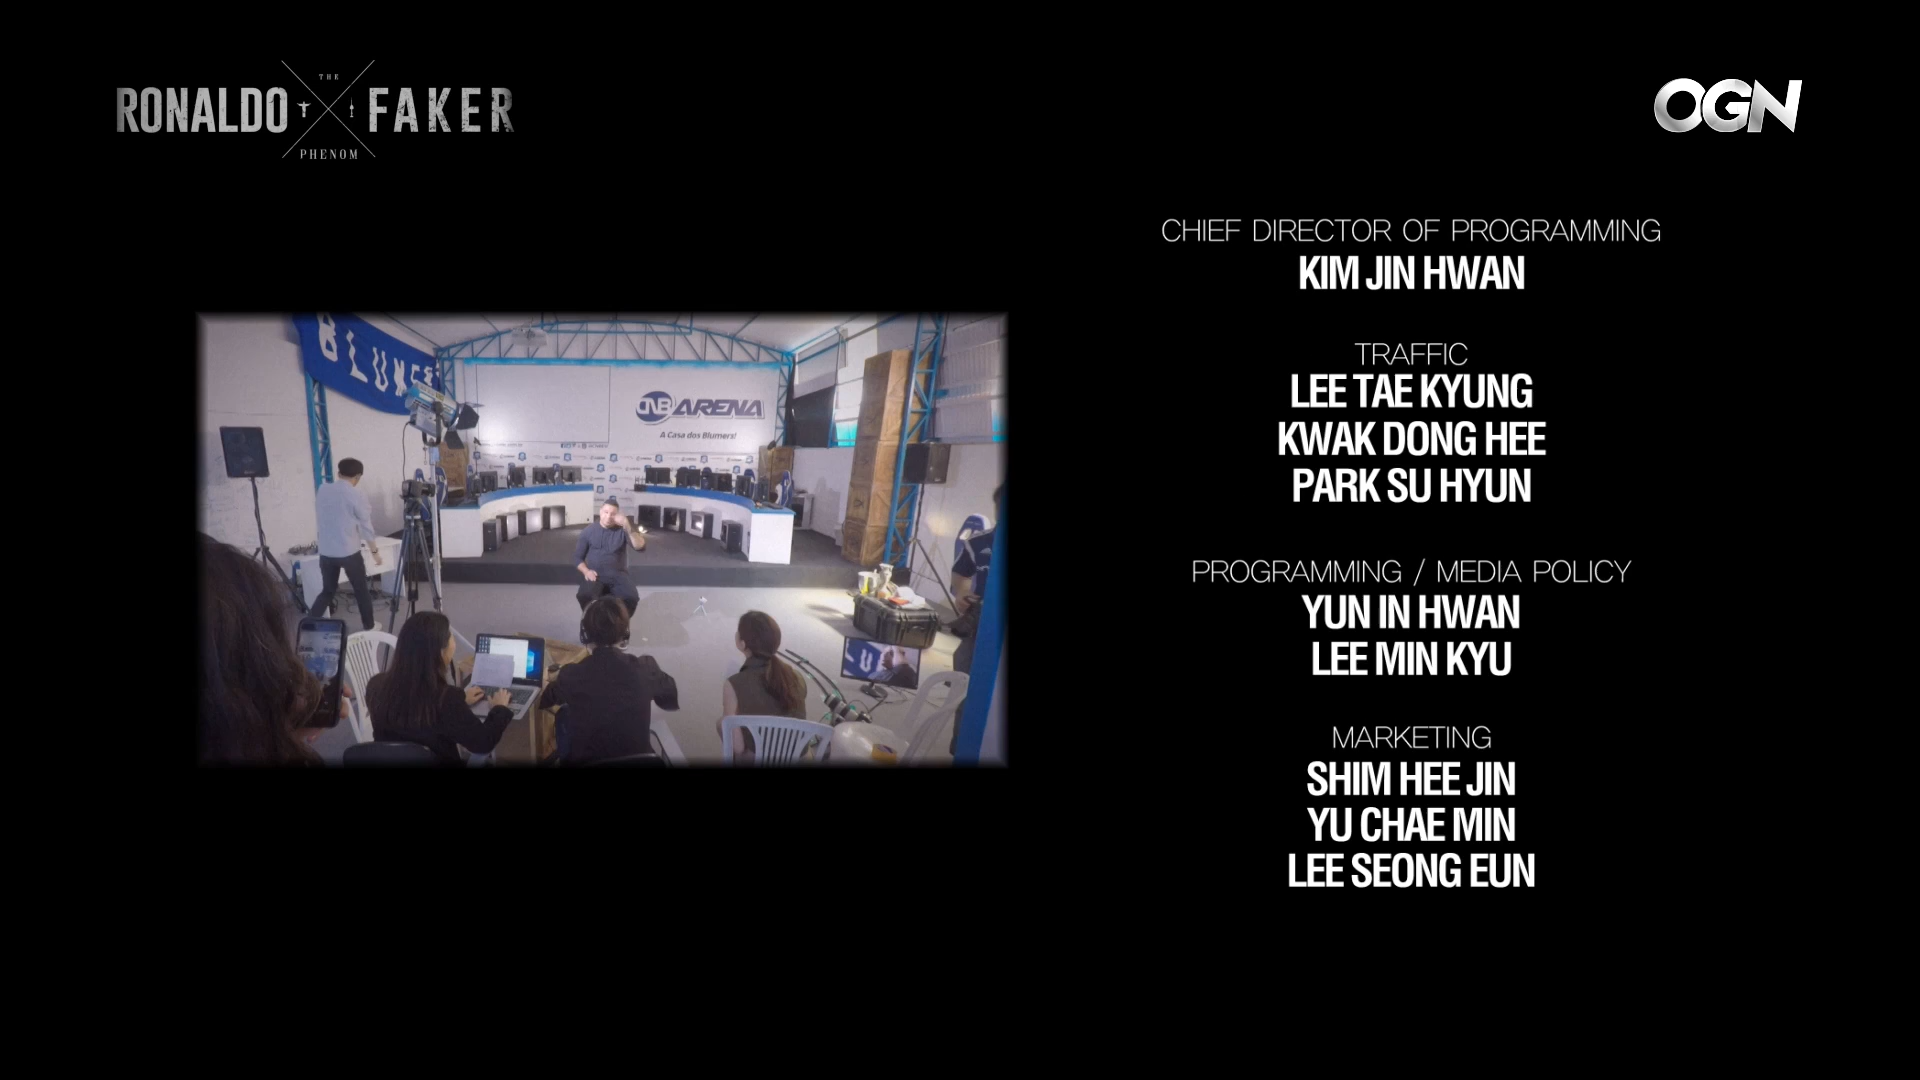 THE
RONALDO FAKER
PHENOM
OGN
CHIEF DIRECTOR OF PROGRAMMING
KIM JIN HWAN
TRAFFIC
LEE TAE KYUNG
KWAK DONG HEE
PARK SU HYUN
PROGRAMMING / MEDIA POLICY
YUN IN HWAN
LEE MIN KYU
MARKETING
SHIM HEE JIN
YU CHAE MIN
LEE SEONG EUN
BLUMERS
CNB ARENA
A Casa dos Blumers!
U